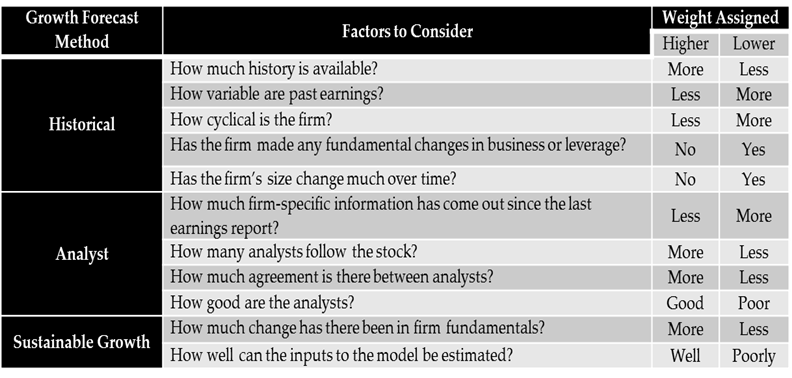 Growth Forecast Method Factors to Consider Weight Assigned
Higher Lower
Historical
How much history is available? More Less
How variable are past earnings? Less More
How cyclical is the firm? Less More
Has the firm made any fundamental changes in business or leverage? No Yes
Has the firm's size change much over time? No Yes
Analyst
How much firm-specific information has come out since the last
earnings report? Less More
How many analysts follow the stock? More Less
How much agreement is there between analysts? More Less
How good are the analysts? Good Poor
Sustainable Growth
How much change has there been in firm fundamentals? More Less
How well can the inputs to the model be estimated? Well Poorly